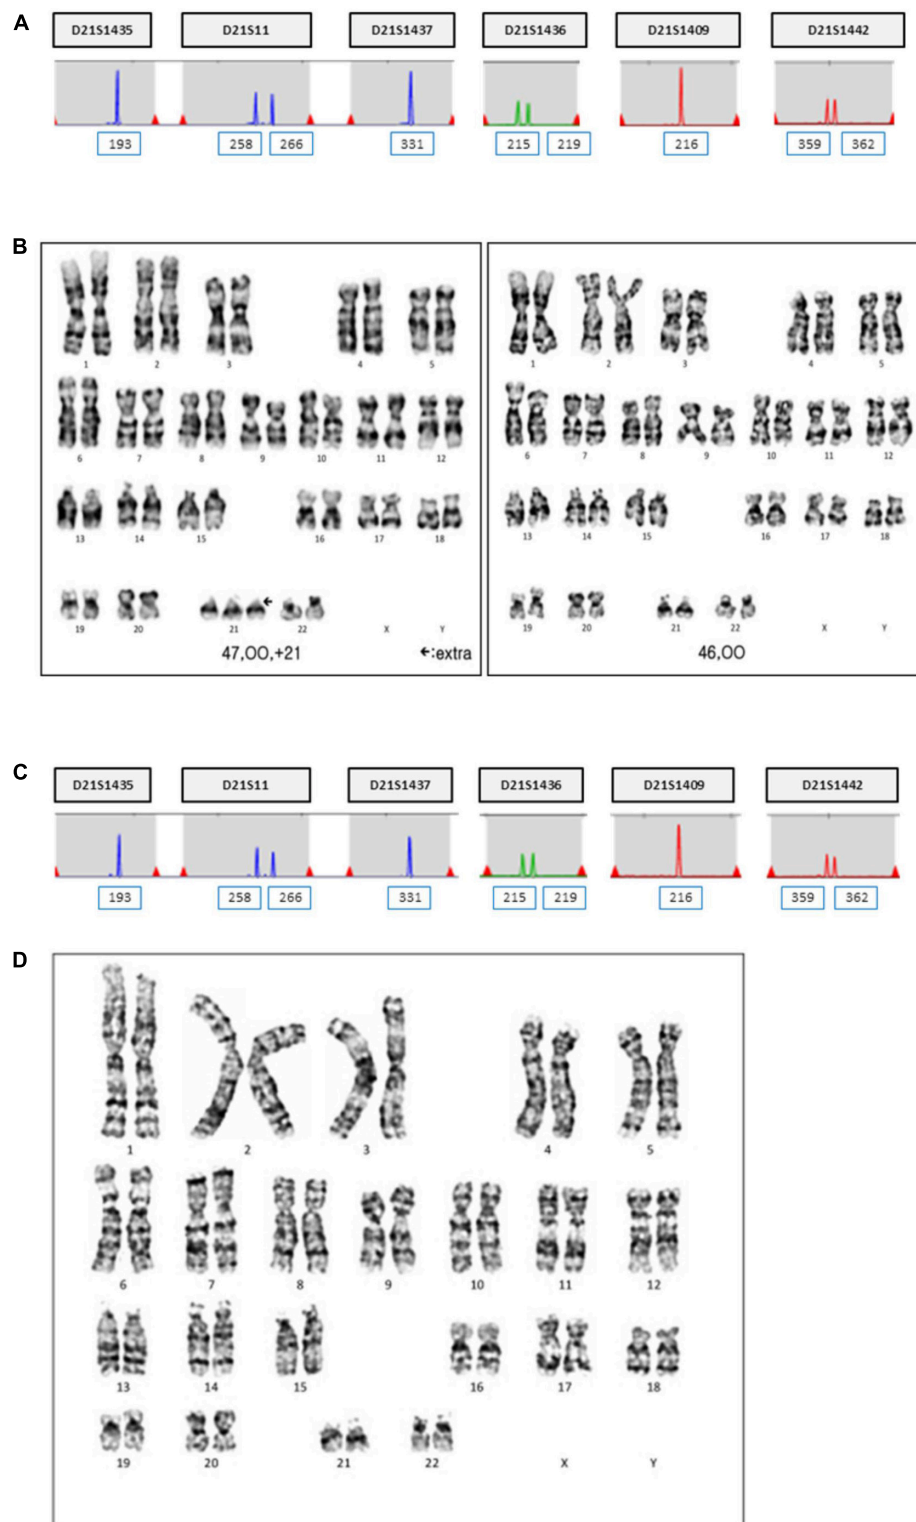 A
D21S1435 D21S11 D21S1437 D21S1436 D21S1409 D21S1442
193 258 266 331 215 219 216 359 362
B
1 2 3 4 5
6 7 8 9 10 11 12
13 14 15 16 17 18
19 20 21 22 X Y
47,00,+21 ←:extra
1 2 3 4 5
6 7 8 9 10 11 12
13 14 15 16 17 18
19 20 21 22 X Y
46,00
C
D21S1435 D21S11 D21S1437 D21S1436 D21S1409 D21S1442
193 258 266 331 215 219 216 359 362
D
1 2 3 4 5
6 7 8 9 10 11 12
13 14 15 16 17 18
19 20 21 22 X Y